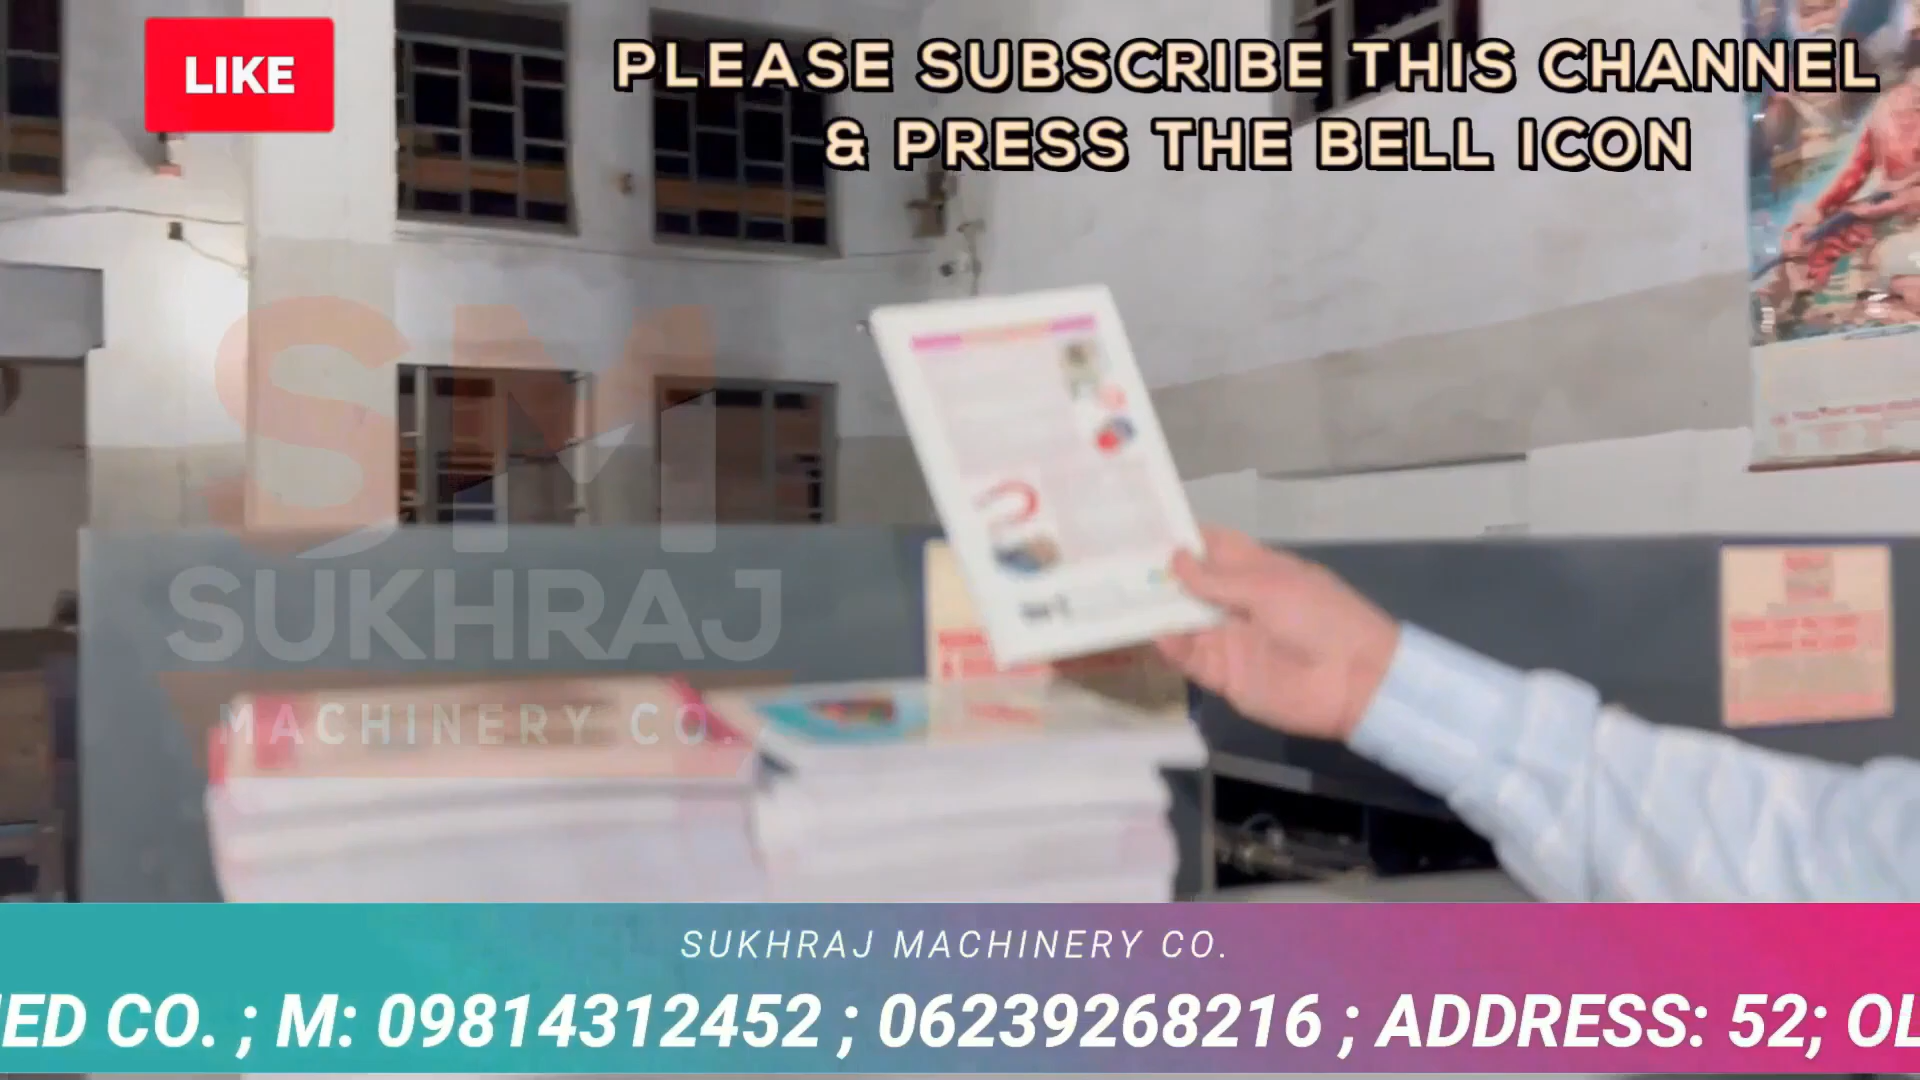 LIKE
PLEASE SUBSCRIBE THIS CHANNEL
& PRESS THE BELL ICON
SM
SUKHRAJ
MACHINERY CO.
SUKHRAJ MACHINERY CO.
ED CO. ; M: 09814312452 ; 06239268216 ; ADDRESS: 52; OL